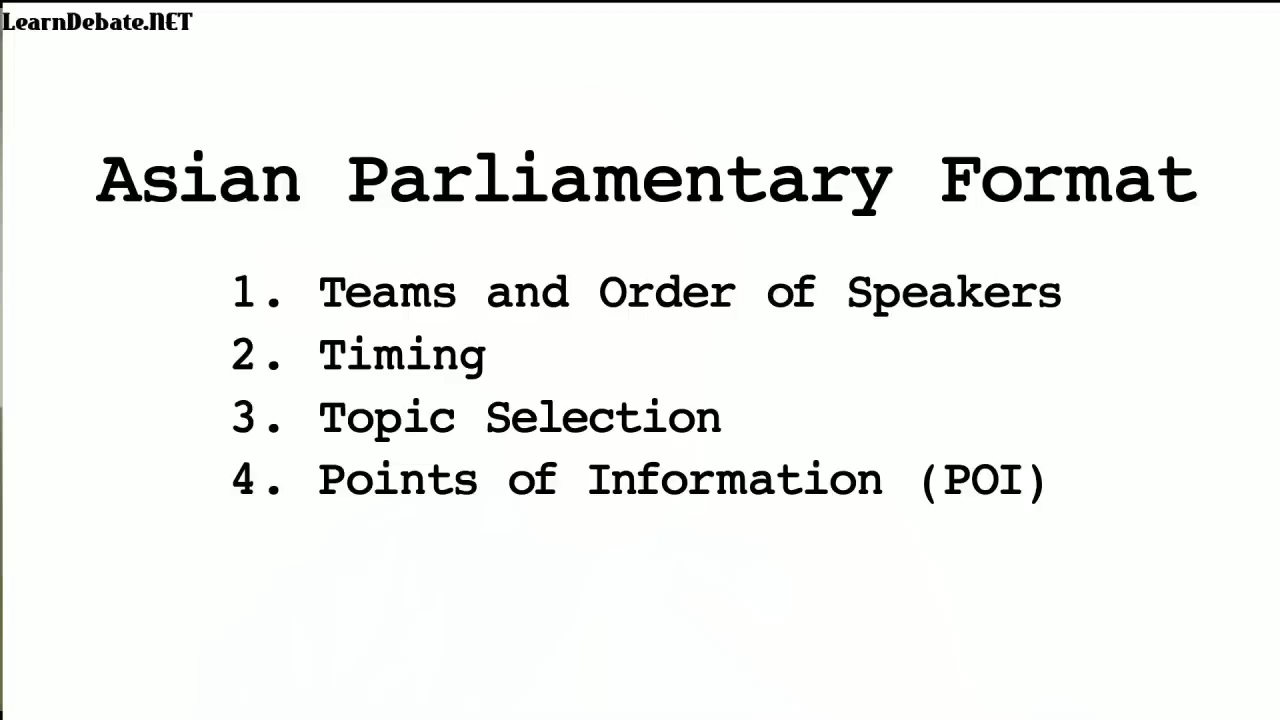 LearnDebate.NET
Asian Parliamentary Format
1. Teams and Order of Speakers
2. Timing
3. Topic Selection
4. Points of Information (POI)